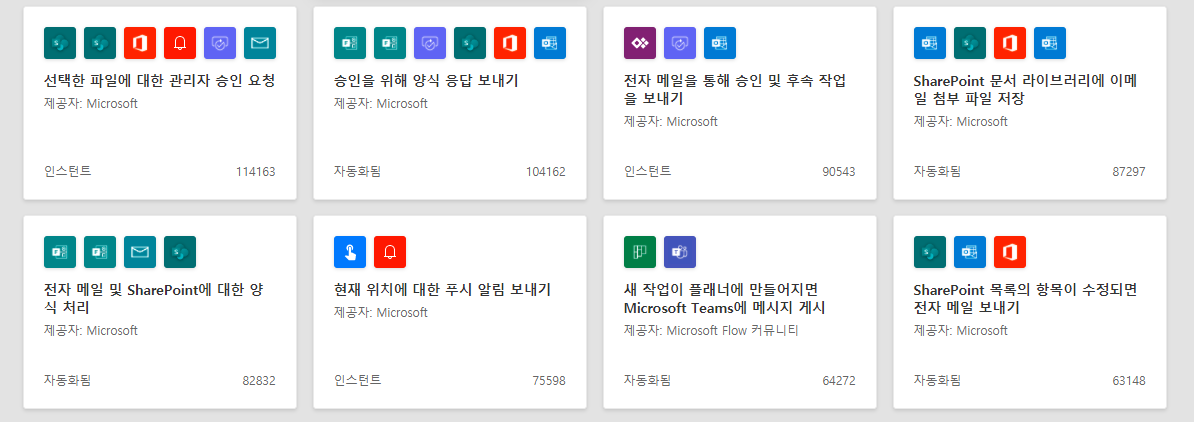 선택한 파일에 대한 관리자 승인 요청
제공자: Microsoft
인스턴트 114163
승인을 위해 양식 응답 보내기
제공자: Microsoft
자동화됨 104162
전자 메일을 통해 승인 및 후속 작업
을 보내기
제공자: Microsoft
인스턴트 90543
SharePoint 문서 라이브러리에 이메
일 첨부 파일 저장
제공자: Microsoft
자동화됨 87297
전자 메일 및 SharePoint에 대한 양
식 처리
제공자: Microsoft
자동화됨 82832
현재 위치에 대한 푸시 알림 보내기
제공자: Microsoft
인스턴트 75598
새 작업이 플래너에 만들어지면
Microsoft Teams에 메시지 게시
제공자: Microsoft Flow 커뮤니티
자동화됨 64272
SharePoint 목록의 항목이 수정되면
전자 메일 보내기
제공자: Microsoft
자동화됨 63148